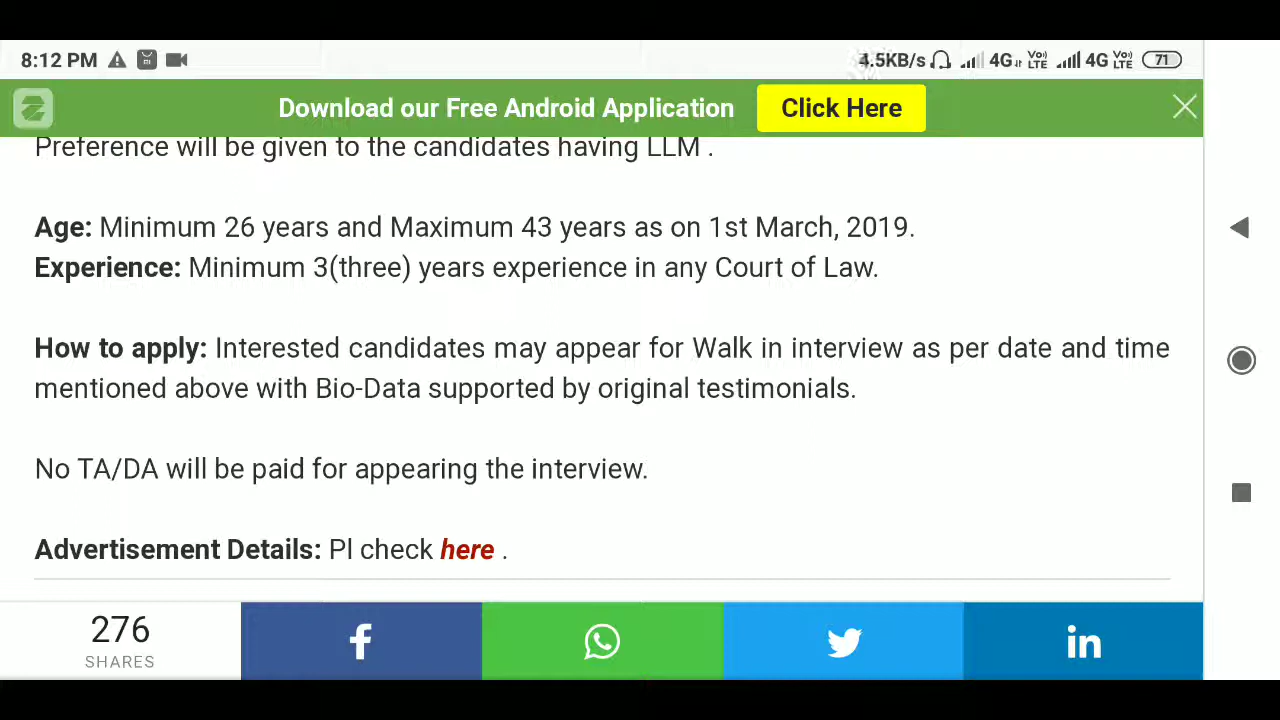 8:12 PM 4.5KB/s 4G Vo) LTE 4G Vo) LTE 71
Download our Free Android Application Click Here
Preference will be given to the candidates having LLM .
Age: Minimum 26 years and Maximum 43 years as on 1st March, 2019.
Experience: Minimum 3(three) years experience in any Court of Law.
How to apply: Interested candidates may appear for Walk in interview as per date and time
mentioned above with Bio-Data supported by original testimonials.
No TA/DA will be paid for appearing the interview.
Advertisement Details: Pl check here .
276
SHARES